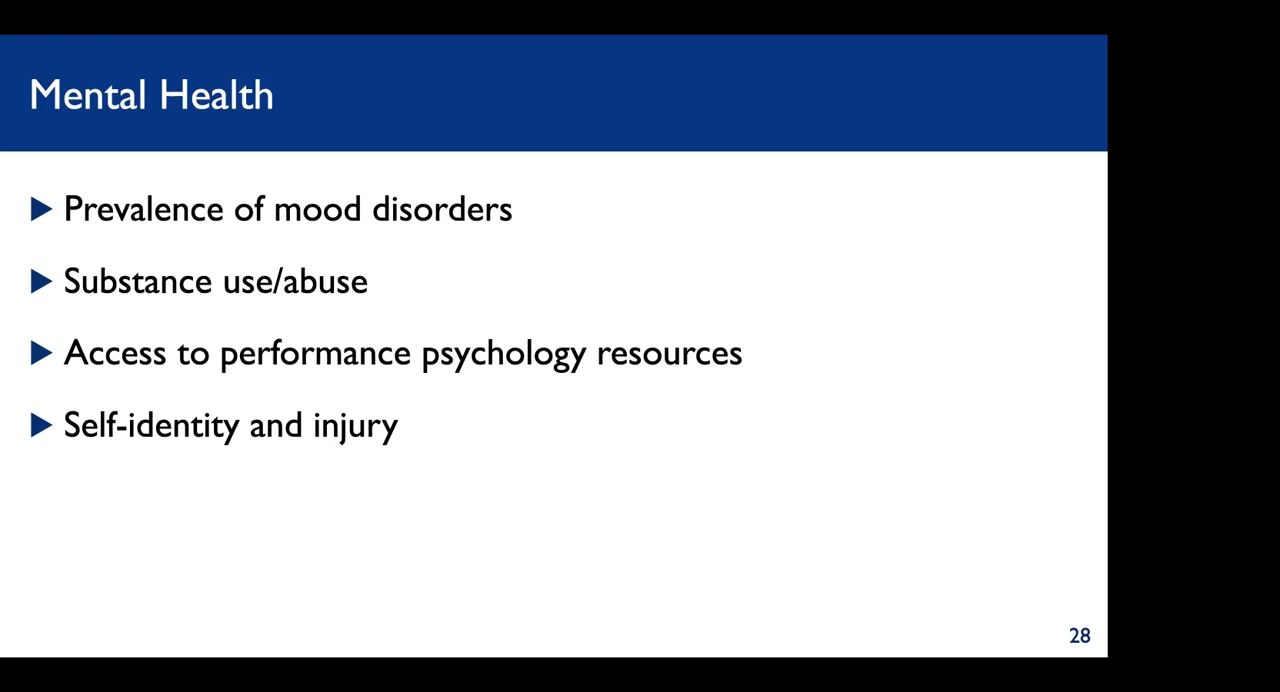 Mental Health
▶ Prevalence of mood disorders
▶ Substance use/abuse
▶ Access to performance psychology resources
▶ Self-identity and injury
28